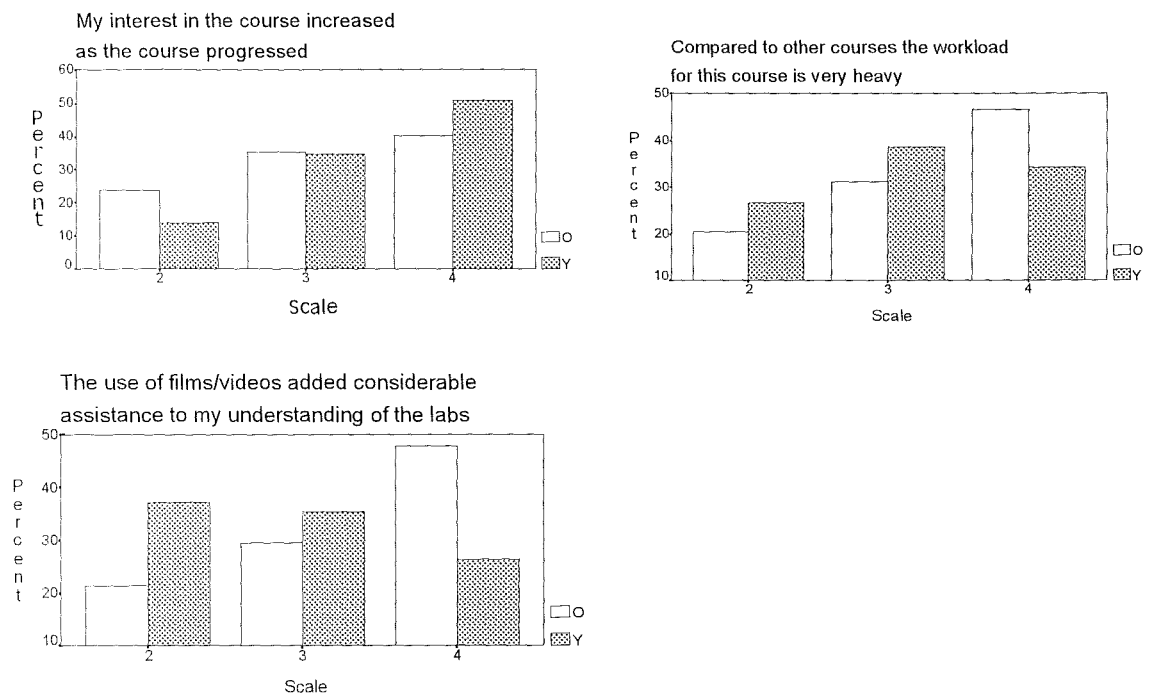 My interest in the course increased
as the course progressed
60
50
40
30
20
10
0
Percent
2
3
4
Scale
O
Y
Compared to other courses the workload
for this course is very heavy
50
40
30
20
10
Percent
2
3
4
Scale
O
Y
The use of films/videos added considerable
assistance to my understanding of the labs
50
40
30
20
10
Percent
2
3
4
Scale
O
Y